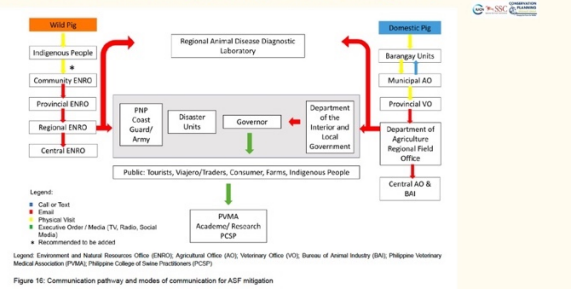 SSC
CONSERVATION
PLANNING
Wild Pig
Domestic Pig
Regional Animal Disease Diagnostic
Laboratory
Indigenous People
*
Community ENRO
Provincial ENRO
Regional ENRO
Central ENRO
Barangay Units
Municipal AO
Provincial VO
Department of
Agriculture
Regional Field
Office
Central AO &
BAI
PNP
Coast
Guard/
Army
Disaster
Units
Governor
Department
of the
Interior and
Local
Government
Public: Tourists, Viajero/Traders, Consumer, Farms, Indigenous People
PVMA
Academe/ Research
PCSP
Legend:
Call or Text
Email
Physical Visit
Executive Order / Media [TV, Radio, Social
Media]
* Recommended to be added
Legend: Environment and Natural Resources Office (ENRO); Agricultural Office (AO); Veterinary Office (VO); Bureau of Animal Industry (BAI); Philippine Veterinary
Medical Association (PVMA); Philippine College of Swine Practitioners (PCSP)
Figure 16: Communication pathway and modes of communication for ASF mitigation